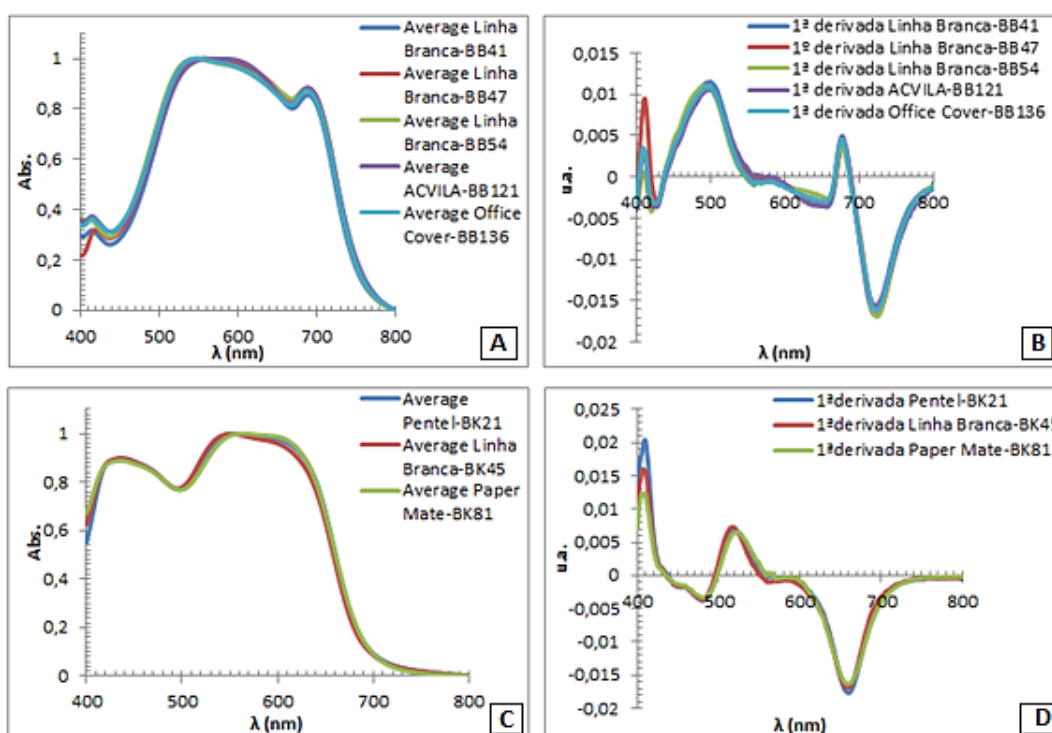 Average Linha
Branca-BB41
Average Linha
Branca-BB47
Average Linha
Branca-BB54
Average
ACVILA-BB121
Average Office
Cover-BB136
1
0,8
0,6
0,4
0,2
0
Abs.
400 500 600 700 800
λ (nm)
A
1ª derivada Linha Branca-BB41
1º derivada Linha Branca-BB47
1ª derivada Linha Branca-BB54
1ª derivada ACVILA-BB121
1ª derivada Office Cover-BB136
0,015
0,01
0,005
0
-0,005
-0,01
-0,015
-0,02
u.a.
400 500 600 700 800
λ (nm)
B
Average
Pentel-BK21
Average Linha
Branca-BK45
Average Paper
Mate-BK81
1
0,8
0,6
0,4
0,2
0
Abs.
400 500 600 700 800
λ (nm)
C
1ªderivada Pentel-BK21
1ªderivada Linha Branca-BK45
1ªderivada Paper Mate-BK81
0,025
0,02
0,015
0,01
0,005
0
-0,005
-0,01
-0,015
-0,02
u.a.
400 500 600 700 800
λ (nm)
D